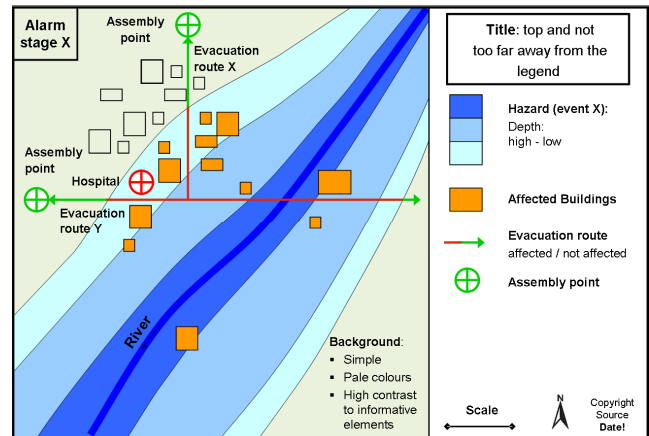 Alarm
stage X
Assembly
point
Evacuation
route X
Assembly
point
Hospital
Evacuation
route Y
River
Background:
▪ Simple
▪ Pale colours
▪ High contrast
to informative
elements
Title: top and not
too far away from the
legend
Hazard (event X):
Depth:
high - low
Affected Buildings
Evacuation route
affected / not affected
Assembly point
Scale
N
Copyright
Source
Date!